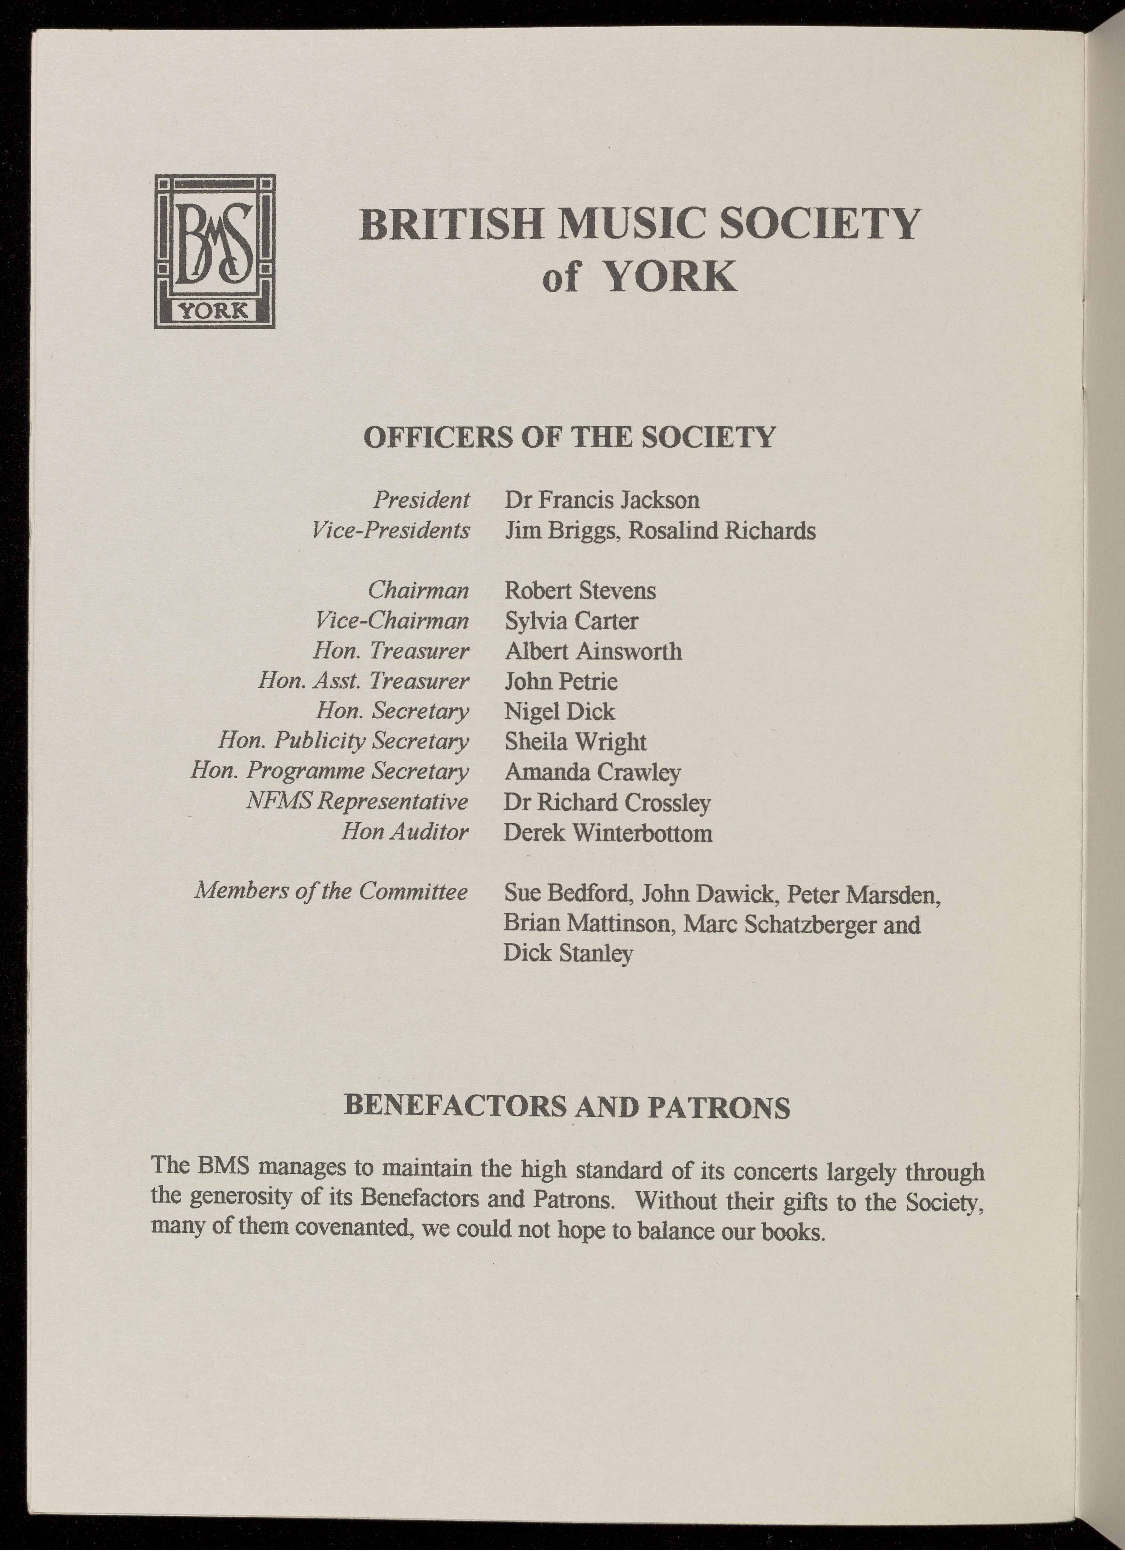 BMS
YORK
BRITISH MUSIC SOCIETY
of YORK
OFFICERS OF THE SOCIETY
President Dr Francis Jackson
Vice-Presidents Jim Briggs, Rosalind Richards
Chairman Robert Stevens
Vice-Chairman Sylvia Carter
Hon. Treasurer Albert Ainsworth
Hon. Asst. Treasurer John Petrie
Hon. Secretary Nigel Dick
Hon. Publicity Secretary Sheila Wright
Hon. Programme Secretary Amanda Crawley
NFMS Representative Dr Richard Crossley
Hon Auditor Derek Winterbottom
Members of the Committee Sue Bedford, John Dawick, Peter Marsden,
Brian Mattinson, Marc Schatzberger and
Dick Stanley
BENEFACTORS AND PATRONS
The BMS manages to maintain the high standard of its concerts largely through
the generosity of its Benefactors and Patrons. Without their gifts to the Society,
many of them covenanted, we could not hope to balance our books.